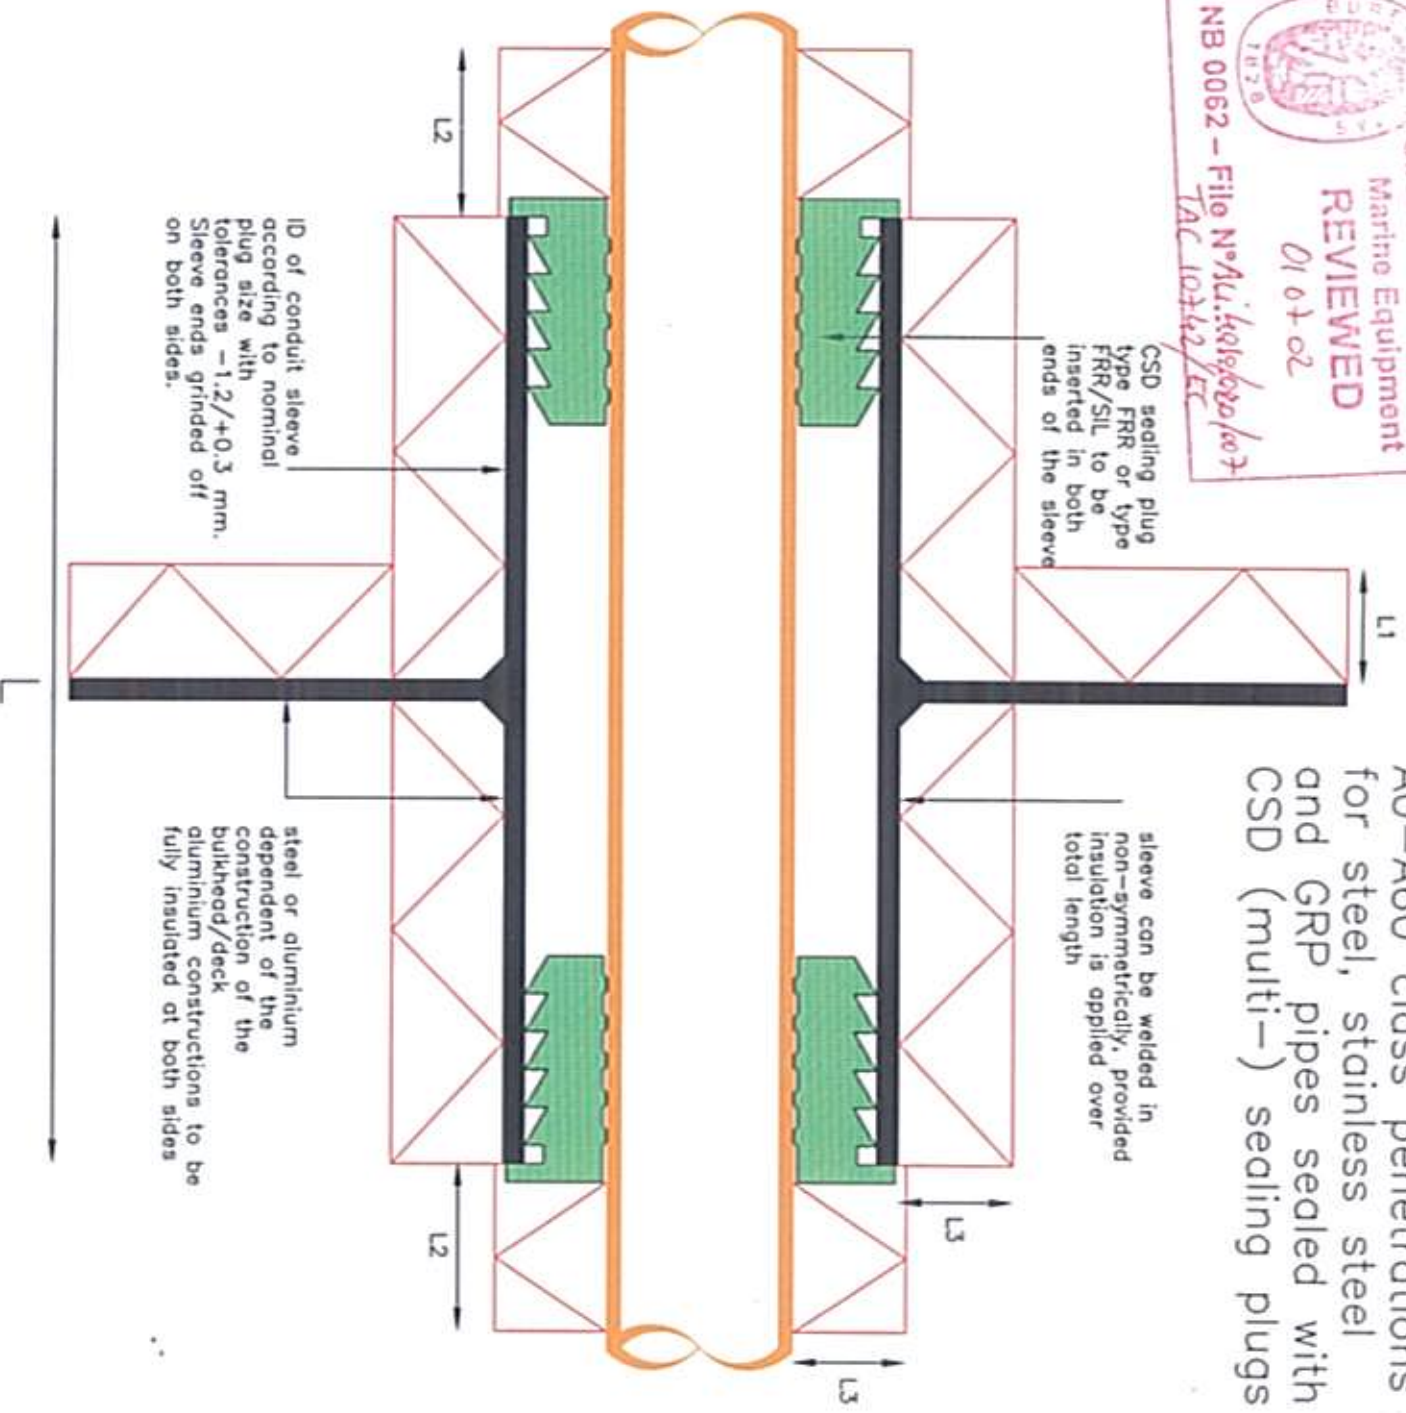 A0-A60 class penetrations
for steel, stainless steel
and GRP pipes sealed with
CSD (multi-) sealing plugs
Marine Equipment
REVIEWED
01 07 02
NB 0062 - File N°
TAC 10742/EC
1828
L1
CSD sealing plug
type FRR or type
FRR/SIL to be
inserted in both
ends of the sleeve
sleeve can be welded in
non-symmetrically, provided
insulation is applied over
total length
L3
L3
L2
L2
ID of conduit sleeve
according to nominal
plug size with
tolerances -1.2/+0.3 mm.
Sleeve ends grinded off
on both sides.
steel or aluminium
dependent of the
construction of the
bulkhead/deck
aluminium constructions to be
fully insulated at both sides
L